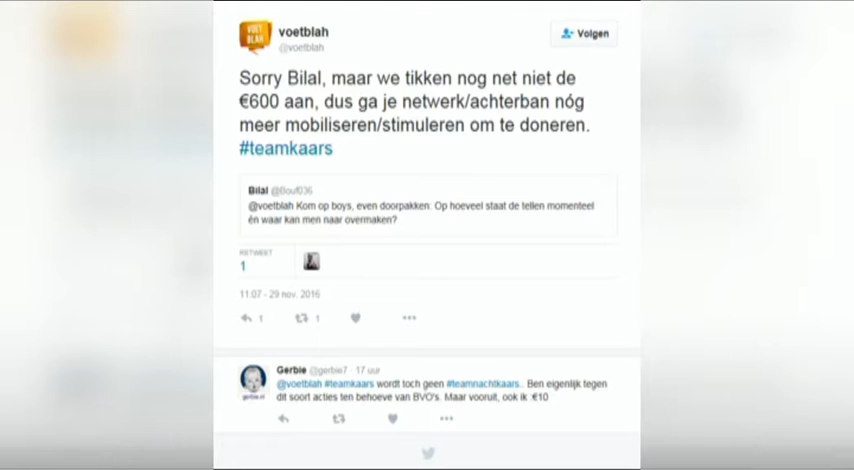 VOET
BLAH
voetblah
@voetblah
Volgen
Sorry Bilal, maar we tikken nog net niet de
€600 aan, dus ga je netwerk/achterban nóg
meer mobiliseren/stimuleren om te doneren.
#teamkaars
Bilal @Bouf036
@voetblah Kom op boys, even doorpakken: Op hoeveel staat de tellen momenteel
èn waar kan men naar overmaken?
RETWEET
1
11:07 - 29 nov. 2016
1
1
Gerbie @gerbie7 · 17 uur
@voetblah #teamkaars wordt toch geen #teamnachtkaars.. Ben eigenlijk tegen
dit soort acties ten behoeve van BVO's. Maar vooruit, ook ik :€10